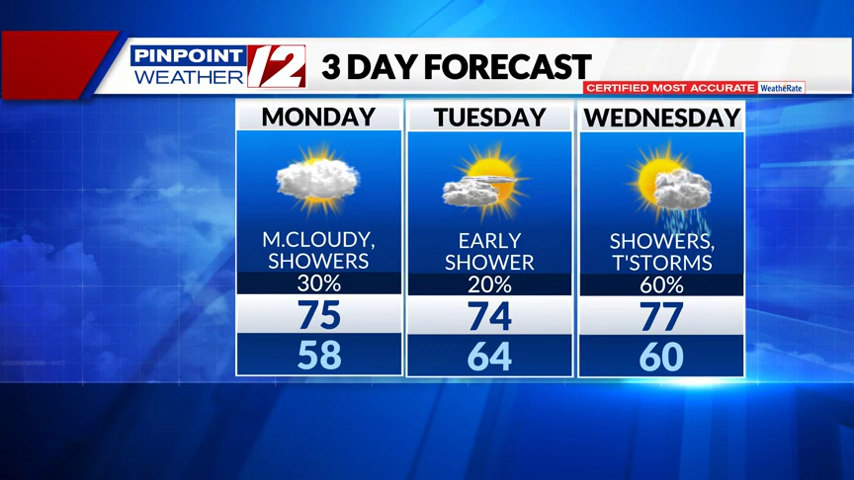 PINPOINT
WEATHER 12
3 DAY FORECAST
CERTIFIED MOST ACCURATE WeatheRate
MONDAY
M.CLOUDY,
SHOWERS
30%
75
58
TUESDAY
EARLY
SHOWER
20%
74
64
WEDNESDAY
SHOWERS,
T'STORMS
60%
77
60